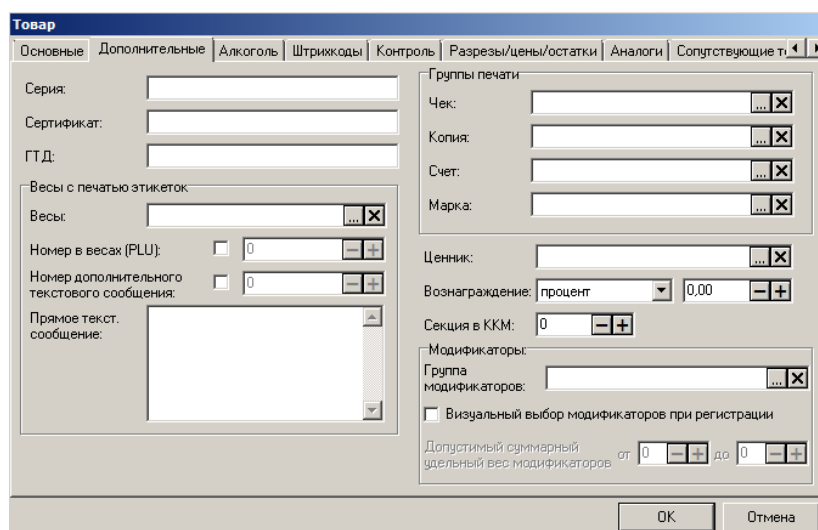 Товар
Основные Дополнительные Алкоголь Штрихкоды Контроль Разрезы/цены/остатки Аналоги Сопутствующие
Серия:
Сертификат:
ГТД:
Весы с печатью этикеток
Весы: ...
Номер в весах (PLU): 0
Номер дополнительного
текстового сообщения: 0
Прямое текст.
сообщение:
Группы печати
Чек: ...
Копия: ...
Счет: ...
Марка: ...
Ценник: ...
Вознаграждение: процент 0,00
Секция в ККМ: 0
Модификаторы:
Группа
модификаторов: ...
Визуальный выбор модификаторов при регистрации
Допустимый суммарный
удельный вес модификаторов от 0 до 0
OK Отмена